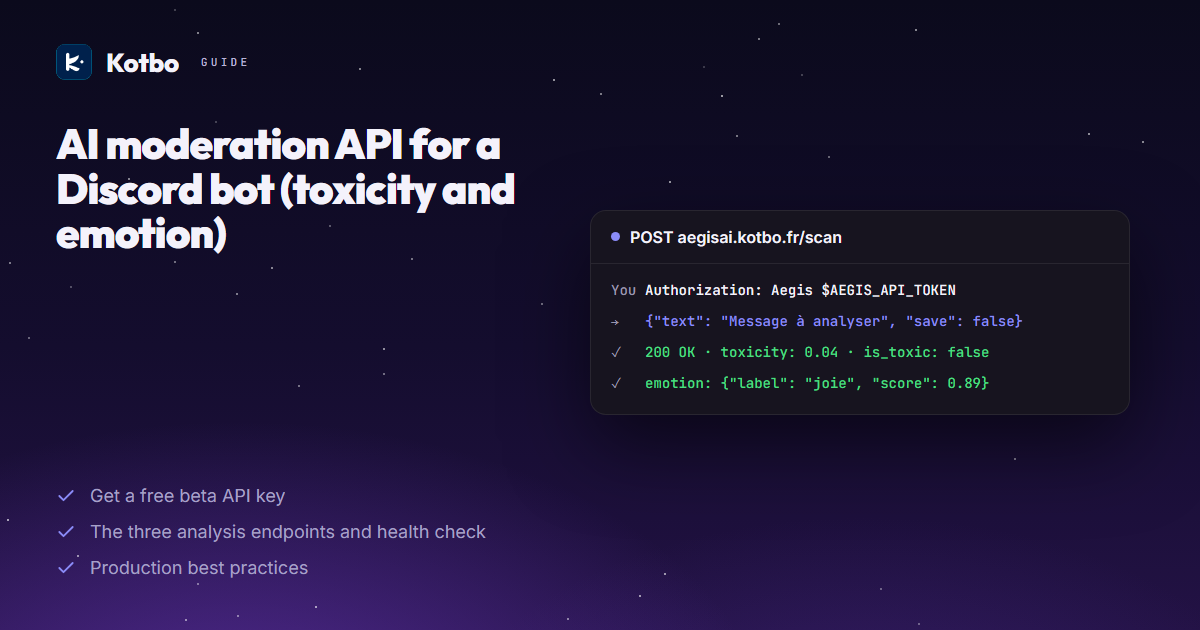 Kotbo GUIDE
AI moderation API for a
Discord bot (toxicity and
emotion)
POST aegisai.kotbo.fr/scan
You Authorization: Aegis $AEGIS_API_TOKEN
→ {"text": "Message à analyser", "save": false}
✓ 200 OK · toxicity: 0.04 · is_toxic: false
✓ emotion: {"label": "joie", "score": 0.89}
✓ Get a free beta API key
✓ The three analysis endpoints and health check
✓ Production best practices